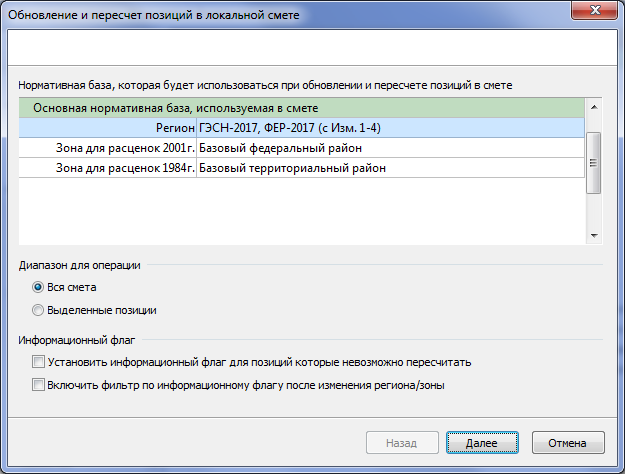 Обновление и пересчет позиций в локальной смете
Нормативная база, которая будет использоваться при обновлении и пересчете позиций в смете
Основная нормативная база, используемая в смете
Регион ГЭСН-2017, ФЕР-2017 (с Изм. 1-4)
Зона для расценок 2001г. Базовый федеральный район
Зона для расценок 1984г. Базовый территориальный район
Диапазон для операции
Вся смета
Выделенные позиции
Информационный флаг
Установить информационный флаг для позиций которые невозможно пересчитать
Включить фильтр по информационному флагу после изменения региона/зоны
Назад Далее Отмена